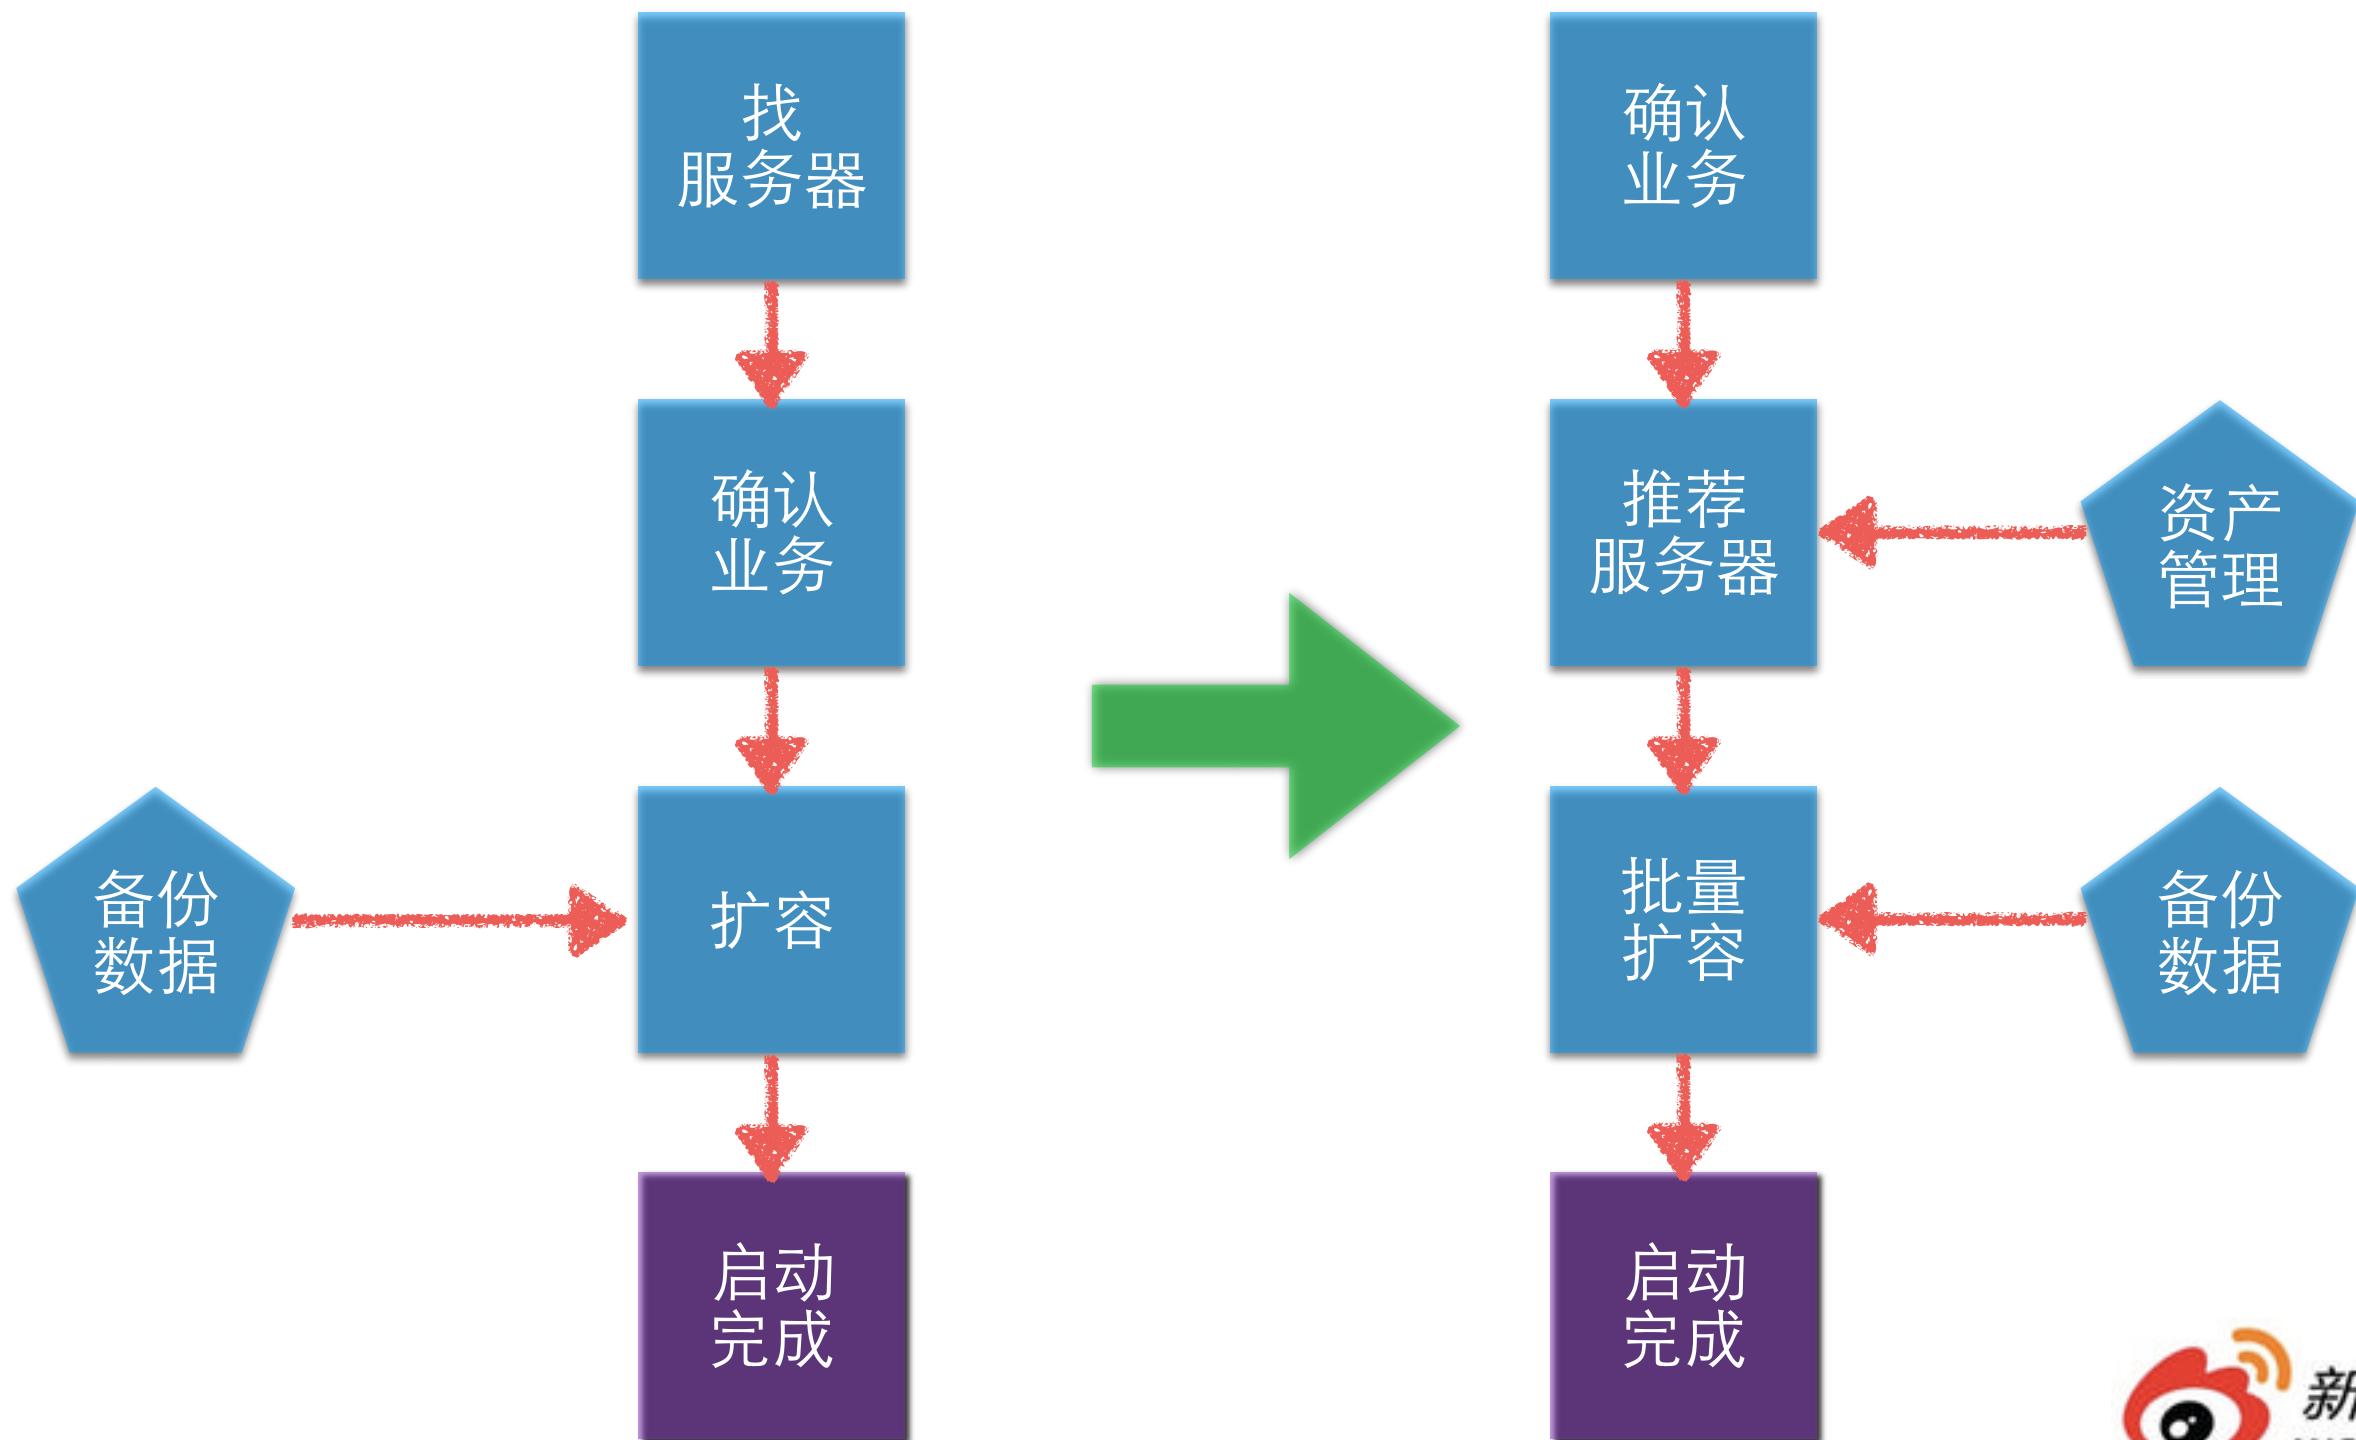 找
服务器
确认
业务
备份
数据
扩容
启动
完成
确认
业务
推荐
服务器
资产
管理
批量
扩容
备份
数据
启动
完成
新